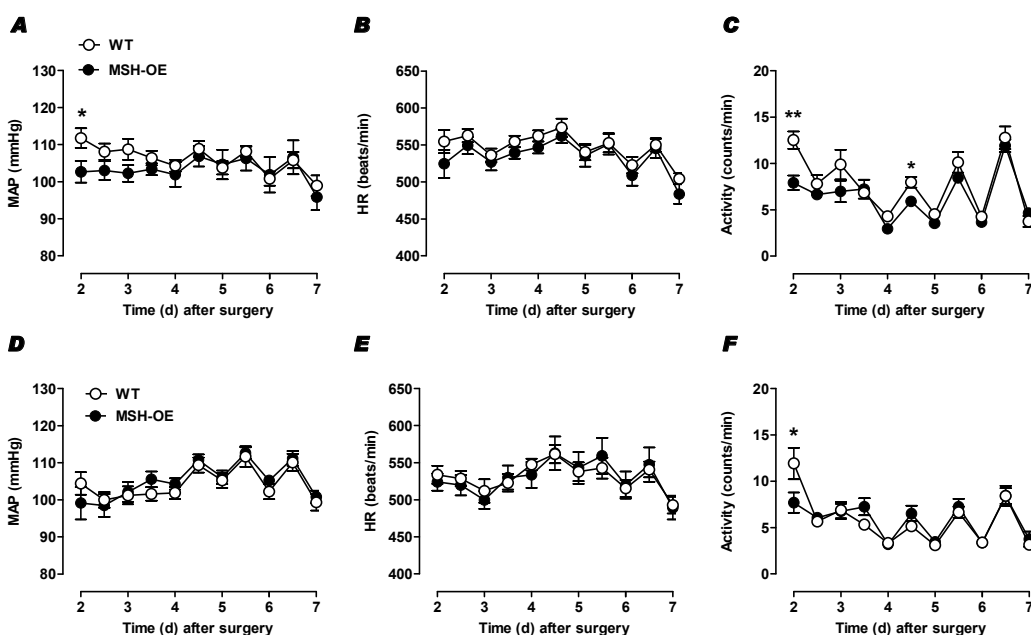 A
WT
MSH-OE
130
120
110
100
90
80
*
MAP (mmHg)
2 3 4 5 6 7
Time (d) after surgery
B
650
600
550
500
450
400
HR (beats/min)
2 3 4 5 6 7
Time (d) after surgery
C
20
15
10
5
0
**
*
Activity (counts/min)
2 3 4 5 6 7
Time (d) after surgery
D
WT
MSH-OE
130
120
110
100
90
80
MAP (mmHg)
2 3 4 5 6 7
Time (d) after surgery
E
650
600
550
500
450
400
HR (beats/min)
2 3 4 5 6 7
Time (d) after surgery
F
20
15
10
5
0
*
Activity (counts/min)
2 3 4 5 6 7
Time (d) after surgery